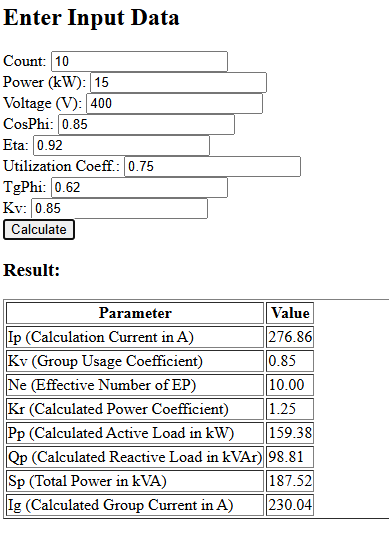 Enter Input Data
Count: 10
Power (kW): 15
Voltage (V): 400
CosPhi: 0.85
Eta: 0.92
Utilization Coeff.: 0.75
TgPhi: 0.62
Kv: 0.85
Calculate
Result:
Parameter Value
Ip (Calculation Current in A) 276.86
Kv (Group Usage Coefficient) 0.85
Ne (Effective Number of EP) 10.00
Kr (Calculated Power Coefficient) 1.25
Pp (Calculated Active Load in kW) 159.38
Qp (Calculated Reactive Load in kVAr) 98.81
Sp (Total Power in kVA) 187.52
Ig (Calculated Group Current in A) 230.04